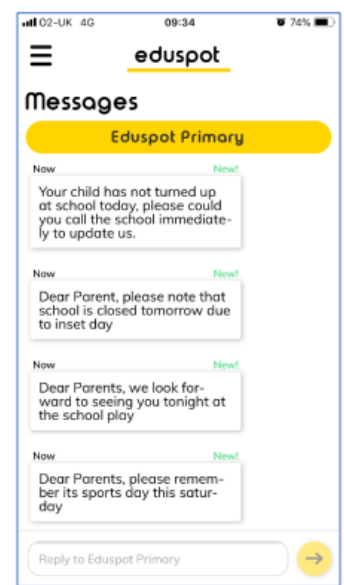 O2-UK 4G 09:34 74%
eduspot
Messages
Eduspot Primary
Now New!
Your child has not turned up
at school today, please could
you call the school immediate-
ly to update us.
Now New!
Dear Parent, please note that
school is closed tomorrow due
to inset day
Now New!
Dear Parents, we look for-
ward to seeing you tonight at
the school play
Now New!
Dear Parents, please remem-
ber its sports day this satur-
day
Reply to Eduspot Primary